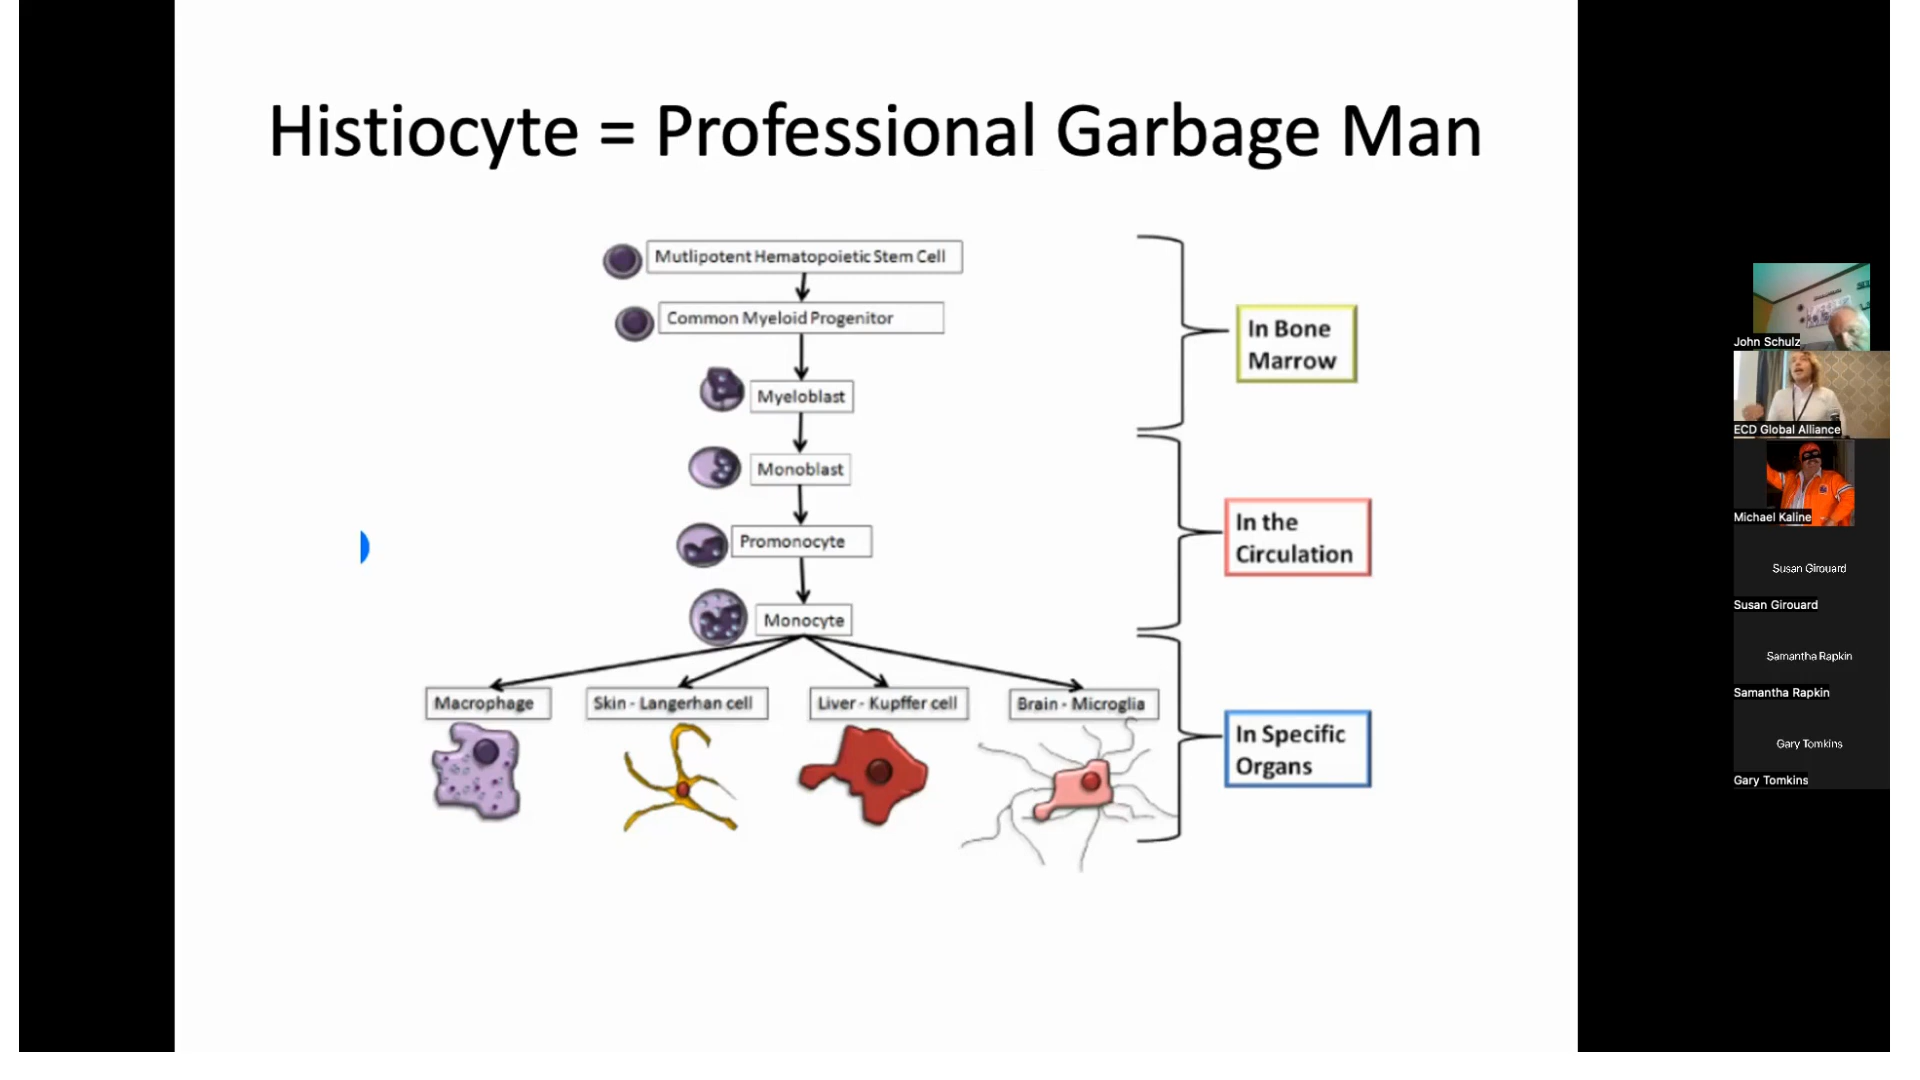 Histiocyte = Professional Garbage Man
Mutlipotent Hematopoietic Stem Cell
Common Myeloid Progenitor
Myeloblast
Monoblast
Promonocyte
Monocyte
Macrophage
Skin - Langerhan cell
Liver - Kupffer cell
Brain - Microglia
In Bone
Marrow
In the
Circulation
In Specific
Organs
John Schulz
ECD Global Alliance
Michael Kaline
Susan Girouard
Susan Girouard
Samantha Rapkin
Samantha Rapkin
Gary Tomkins
Gary Tomkins